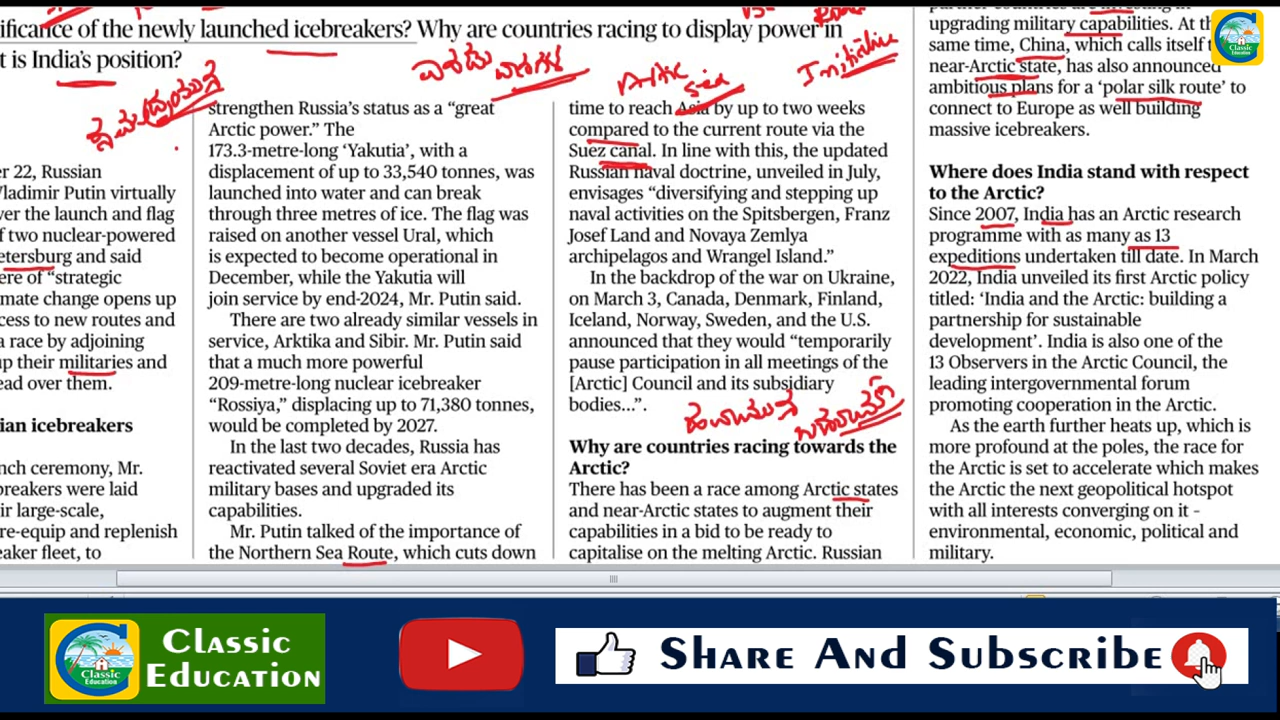 ificance of the newly launched icebreakers? Why are countries racing to display power in
t is India's position?
Arctic
Sea
Initiative
er 22, Russian
Vladimir Putin virtually
ver the launch and flag
f two nuclear-powered
etersburg and said
ere of “strategic
mate change opens up
cess to new routes and
a race by adjoining
up their militaries and
ead over them.
ian icebreakers
nch ceremony, Mr.
breakers were laid
ir large-scale,
re-equip and replenish
eaker fleet, to
strengthen Russia's status as a “great
Arctic power.” The
173.3-metre-long ‘Yakutia’, with a
displacement of up to 33,540 tonnes, was
launched into water and can break
through three metres of ice. The flag was
raised on another vessel Ural, which
is expected to become operational in
December, while the Yakutia will
join service by end-2024, Mr. Putin said.
There are two already similar vessels in
service, Arktika and Sibir. Mr. Putin said
that a much more powerful
209-metre-long nuclear icebreaker
“Rossiya,” displacing up to 71,380 tonnes,
would be completed by 2027.
In the last two decades, Russia has
reactivated several Soviet era Arctic
military bases and upgraded its
capabilities.
Mr. Putin talked of the importance of
the Northern Sea Route, which cuts down
time to reach Asia by up to two weeks
compared to the current route via the
Suez canal. In line with this, the updated
Russian naval doctrine, unveiled in July,
envisages “diversifying and stepping up
naval activities on the Spitsbergen, Franz
Josef Land and Novaya Zemlya
archipelagos and Wrangel Island.”
In the backdrop of the war on Ukraine,
on March 3, Canada, Denmark, Finland,
Iceland, Norway, Sweden, and the U.S.
announced that they would “temporarily
pause participation in all meetings of the
[Arctic] Council and its subsidiary
bodies...”.
Why are countries racing towards the
Arctic?
There has been a race among Arctic states
and near-Arctic states to augment their
capabilities in a bid to be ready to
capitalise on the melting Arctic. Russian
partner countries are investing in
upgrading military capabilities. At th
same time, China, which calls itself
near-Arctic state, has also announced
ambitious plans for a ‘polar silk route’ to
connect to Europe as well building
massive icebreakers.
Where does India stand with respect
to the Arctic?
Since 2007, India has an Arctic research
programme with as many as 13
expeditions undertaken till date. In March
2022, India unveiled its first Arctic policy
titled: ‘India and the Arctic: building a
partnership for sustainable
development’. India is also one of the
13 Observers in the Arctic Council, the
leading intergovernmental forum
promoting cooperation in the Arctic.
As the earth further heats up, which is
more profound at the poles, the race for
the Arctic is set to accelerate which makes
the Arctic the next geopolitical hotspot
with all interests converging on it -
environmental, economic, political and
military.
Classic
Education
Classic
Education
Classic
Education
Share And Subscribe